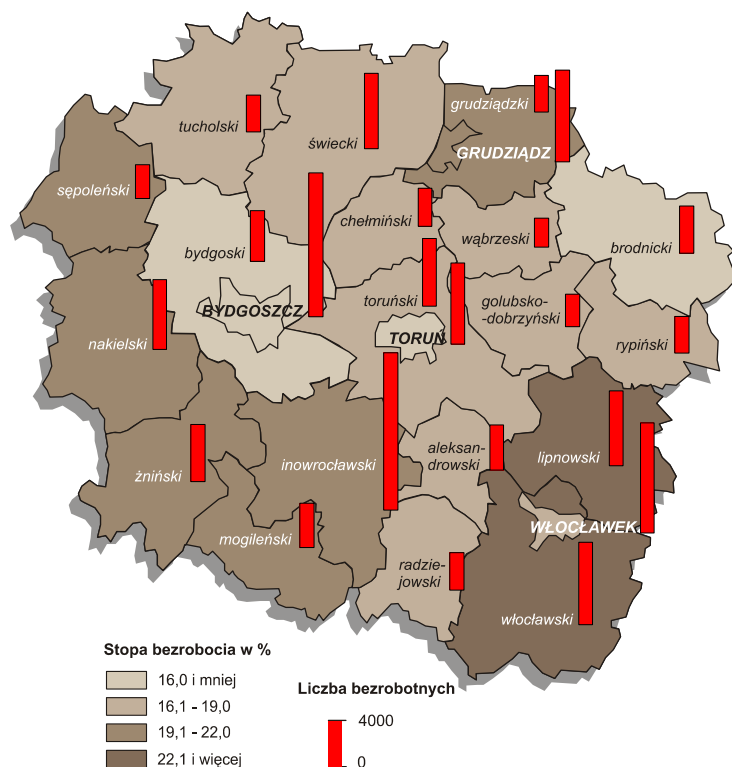 grudziądzki
tucholski
świecki
GRUDZIĄDZ
sępoleński
chełmiński
wąbrzeski
brodnicki
bydgoski
toruński
golubsko-
-dobrzyński
BYDGOSZCZ
TORUŃ
nakielski
rypiński
aleksan-
drowski
lipnowski
żniński
inowrocławski
WŁOCŁAWEK
mogileński
radzie-
jowski
włocławski
Stopa bezrobocia w %
16,0 i mniej
16,1 - 19,0
19,1 - 22,0
22,1 i więcej
Liczba bezrobotnych
4000
0